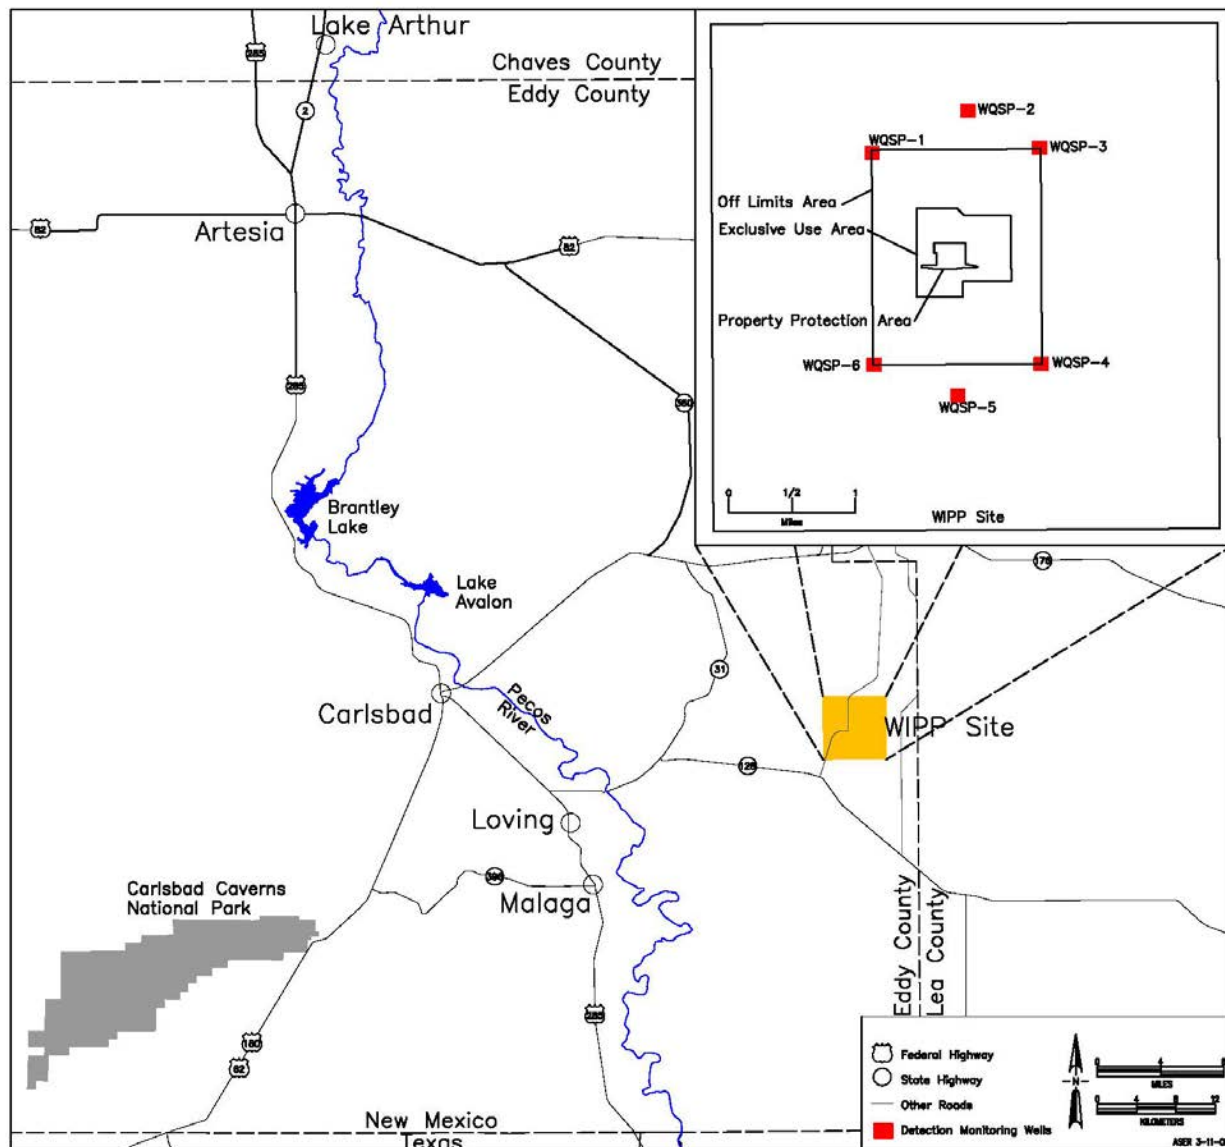 Lake Arthur
285
Chaves County
Eddy County
2
Artesia
82
82
285
360
Brantley
Lake
Lake
Avalon
31
Carlsbad
Pecos
River
WIPP Site
128
176
Loving
Malaga
Carlsbad Caverns
National Park
285
180
62
Eddy County
Lea County
New Mexico
Texas
WQSP-2
WQSP-1
WQSP-3
Off Limits Area
Exclusive Use Area
Property Protection Area
WQSP-6
WQSP-4
WQSP-5
0 1/2 1
Miles
WIPP Site
Federal Highway
State Highway
Other Roads
Detection Monitoring Wells
N
0 4 8
MILES
0 4 8 12
KILOMETERS